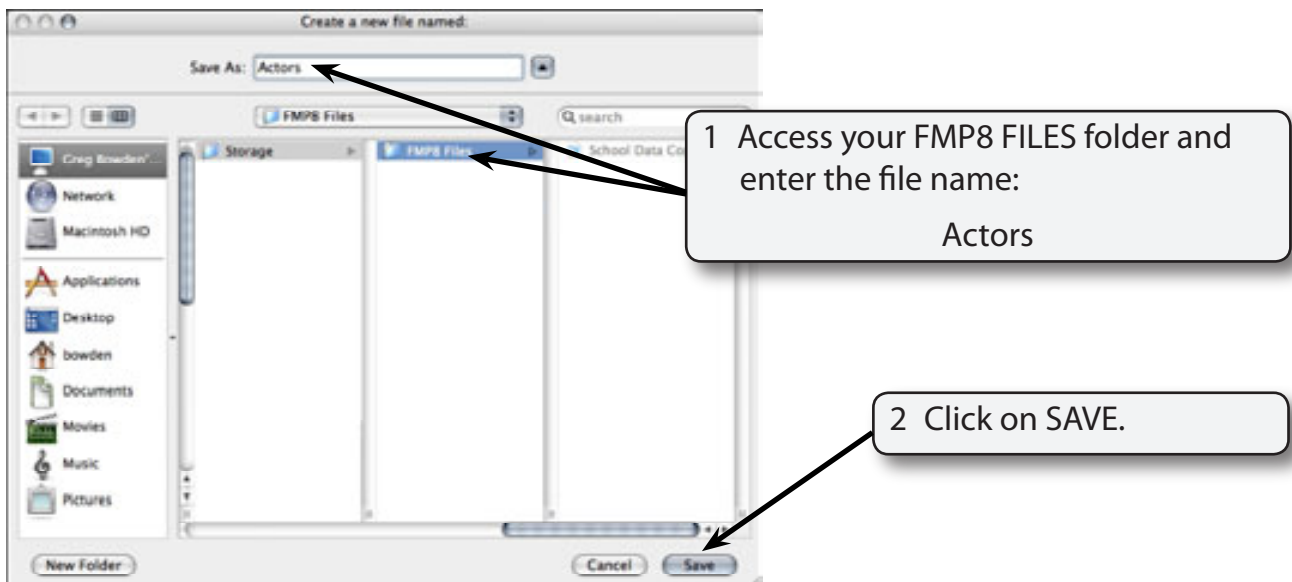 Create a new file named:
Save As: Actors
FMP8 Files
search
Creg Bowden'...
Storage
FMP8 Files
School Data Co
Network
Macintosh HD
Applications
Desktop
bowden
Documents
Movies
Music
Pictures
New Folder
Cancel
Save
1 Access your FMP8 FILES folder and
enter the file name:
Actors
2 Click on SAVE.